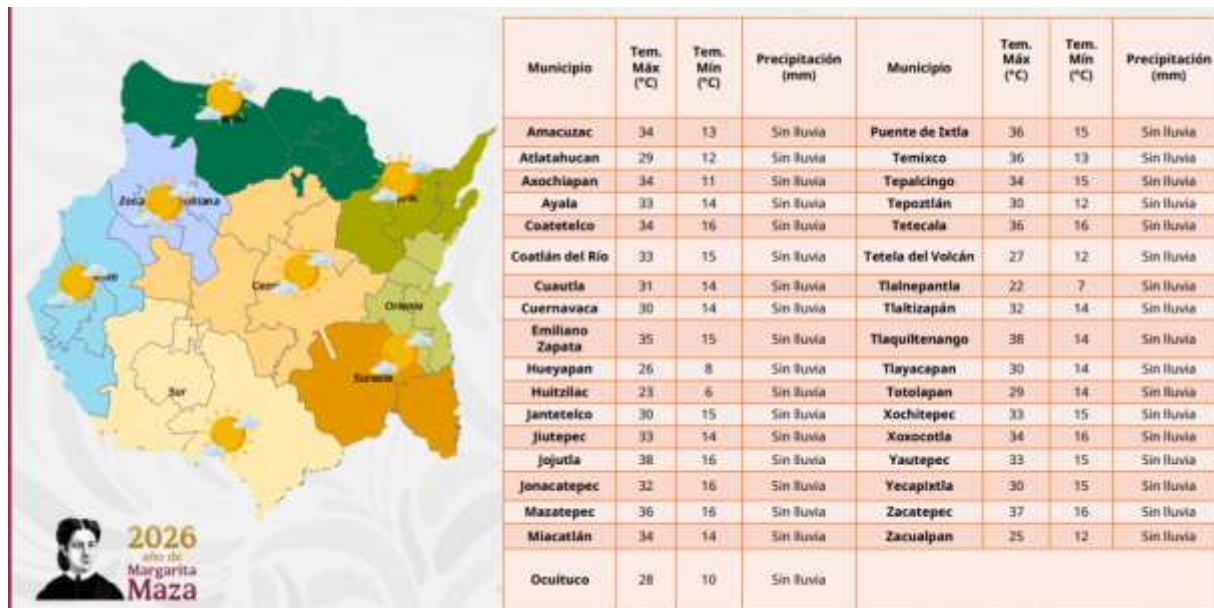 Municipio Tem. Máx (°C) Tem. Mín (°C) Precipitación (mm) Municipio Tem. Máx (°C) Tem. Mín (°C) Precipitación (mm)
Amacuzac 34 13 Sin lluvia Puente de Ixtla 36 15 Sin lluvia
Atlatahucan 29 12 Sin lluvia Temixco 36 13 Sin lluvia
Axochiapan 34 11 Sin lluvia Tepalcingo 34 15 Sin lluvia
Ayala 33 14 Sin lluvia Tepoztlán 30 12 Sin lluvia
Coatetelco 34 16 Sin lluvia Tetecala 36 16 Sin lluvia
Coatlán del Río 33 15 Sin lluvia Tetela del Volcán 27 12 Sin lluvia
Cuautla 31 14 Sin lluvia Tlalnepantla 22 7 Sin lluvia
Cuernavaca 30 14 Sin lluvia Tlaltizapán 32 14 Sin lluvia
Emiliano Zapata 35 15 Sin lluvia Tlaquiltenango 38 14 Sin lluvia
Hueyapan 26 8 Sin lluvia Tlayacapan 30 14 Sin lluvia
Huitzilac 23 6 Sin lluvia Totolapan 29 14 Sin lluvia
Jantetelco 30 15 Sin lluvia Xochitepec 33 15 Sin lluvia
Jiutepec 33 14 Sin lluvia Xoxocotla 34 16 Sin lluvia
Jojutla 38 16 Sin lluvia Yautepec 33 15 Sin lluvia
Jonacatepec 32 16 Sin lluvia Yecapixtla 30 15 Sin lluvia
Mazatepec 36 16 Sin lluvia Zacatepec 37 16 Sin lluvia
Miacatlán 34 14 Sin lluvia Zacualpan 25 12 Sin lluvia
Ocuituco 28 10 Sin lluvia
Zona
Oriente
Sureste
Sur
2026
año de
Margarita
Maza